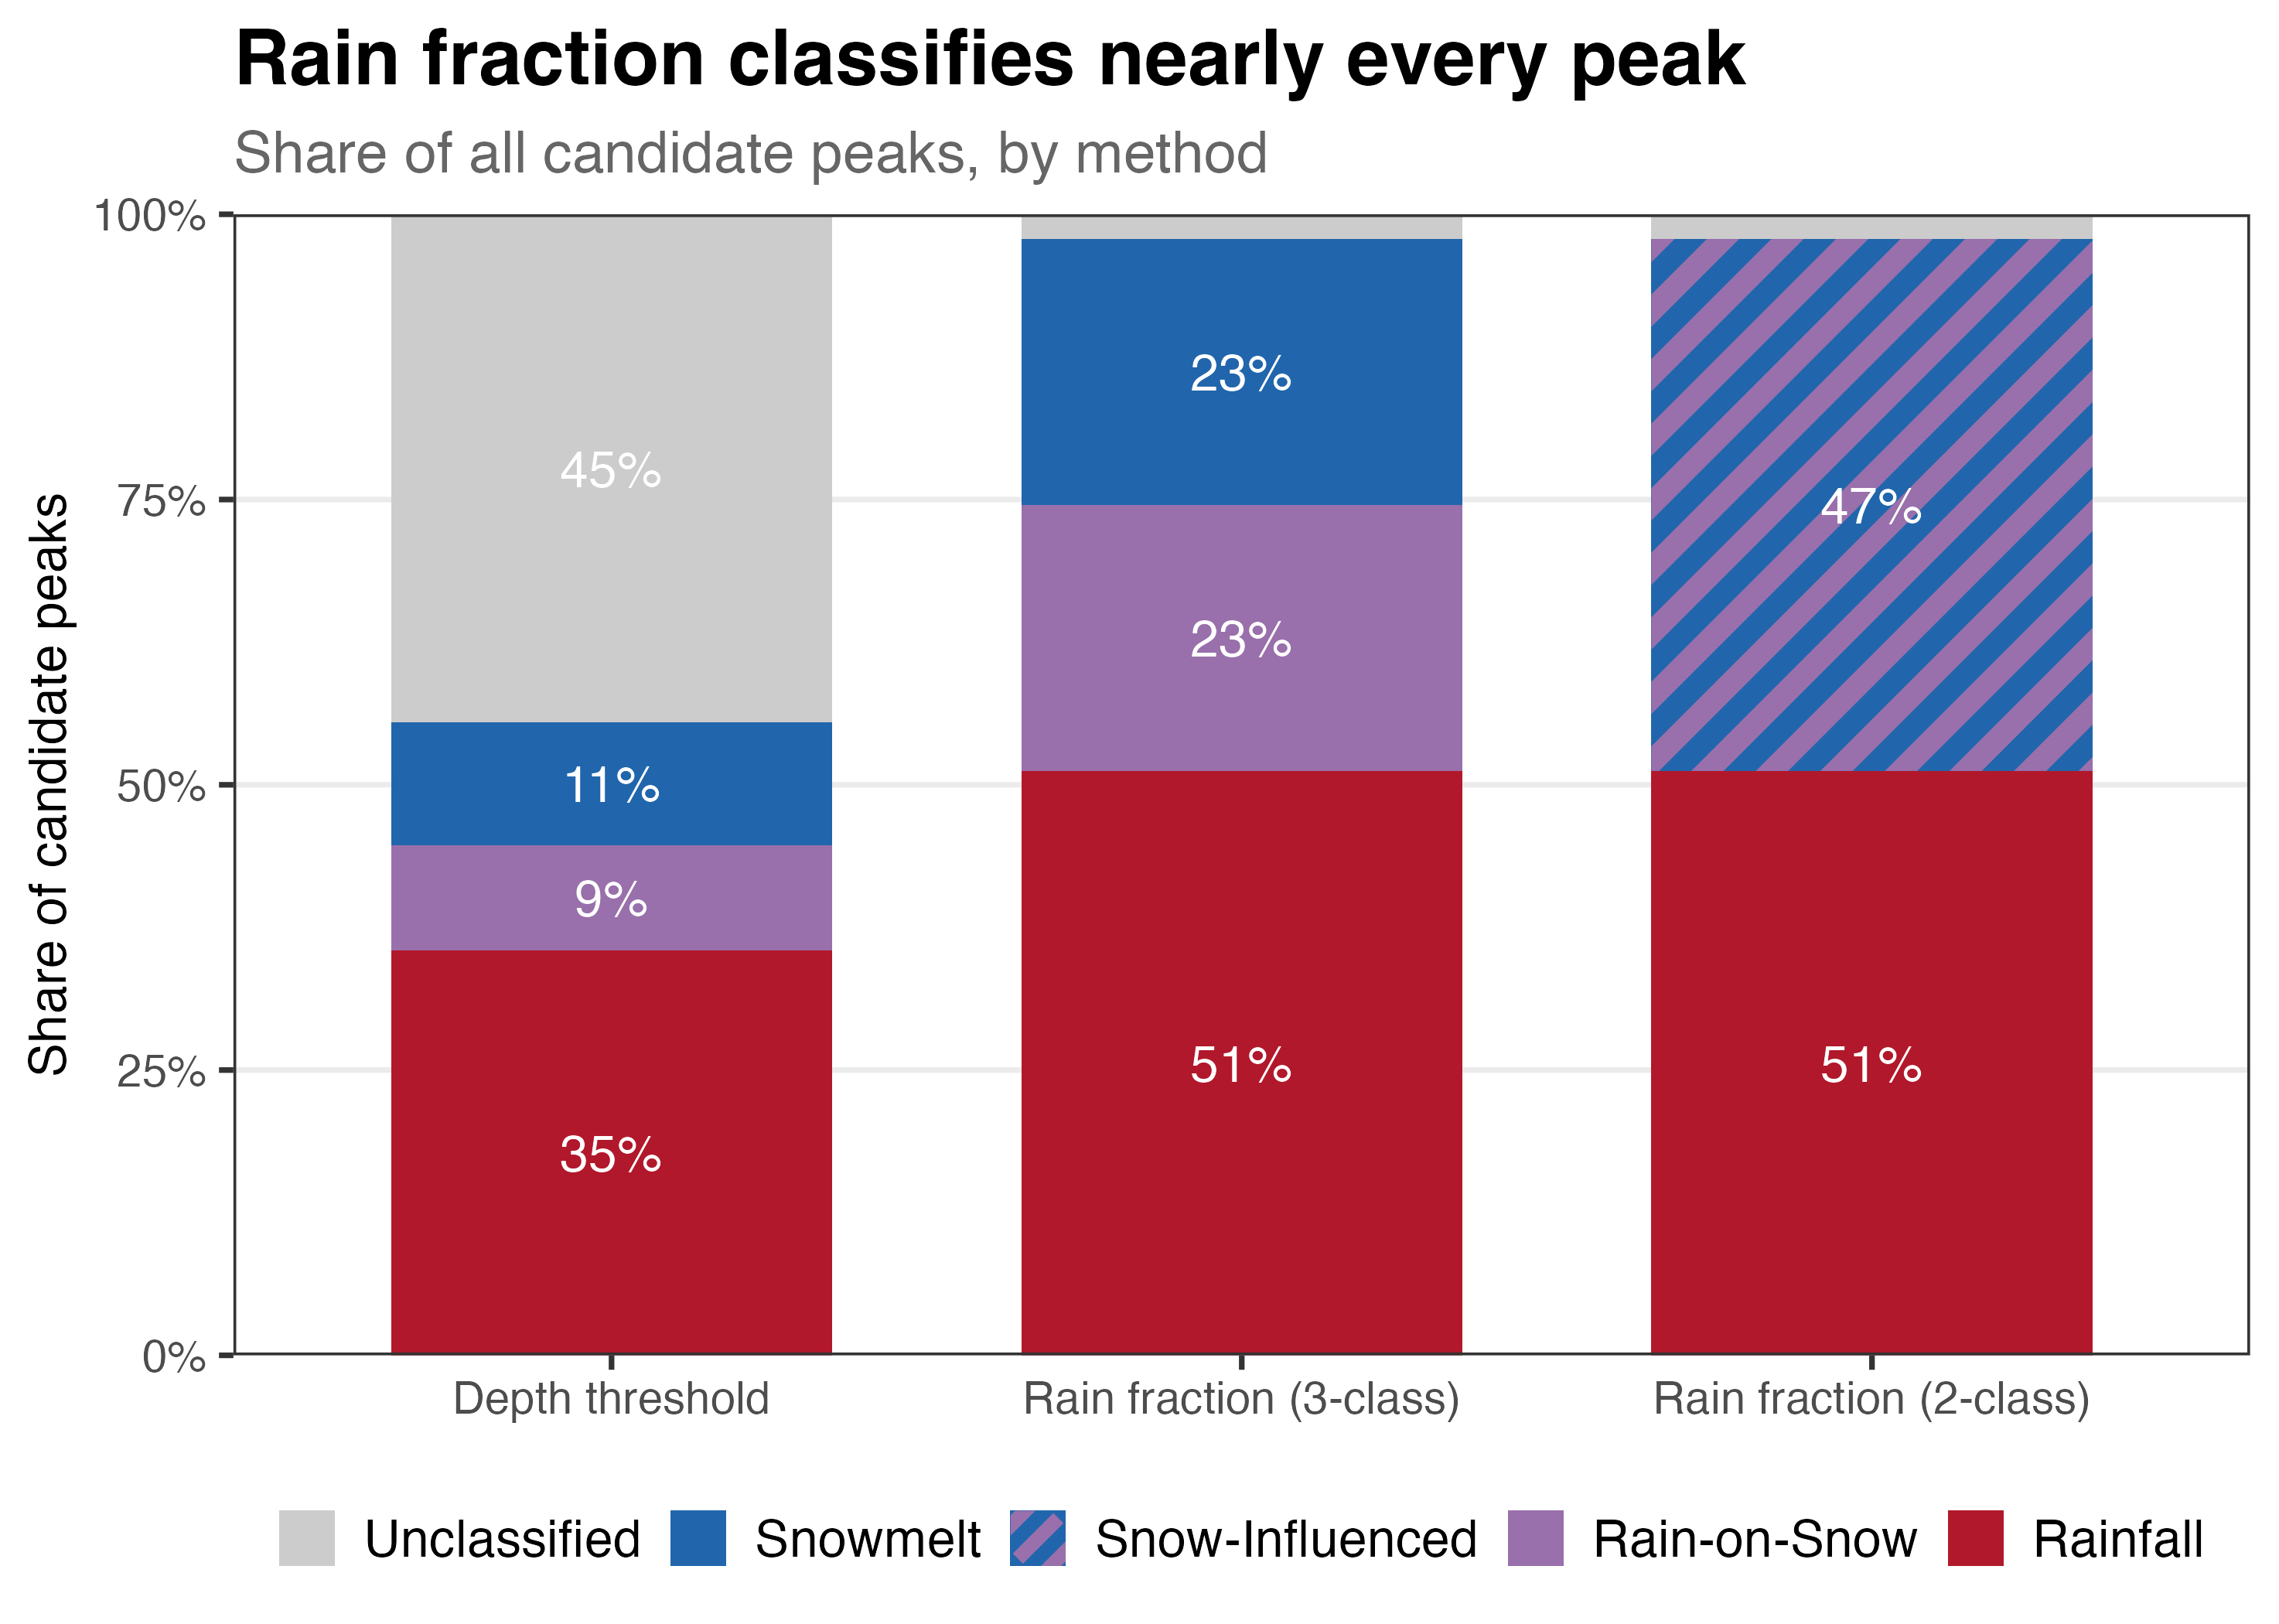 Rain fraction classifies nearly every peak
Share of all candidate peaks, by method
Share of candidate peaks
100%
75%
50%
25%
0%
45%
11%
9%
35%
23%
23%
51%
47%
51%
Depth threshold
Rain fraction (3-class)
Rain fraction (2-class)
Unclassified
Snowmelt
Snow-Influenced
Rain-on-Snow
Rainfall